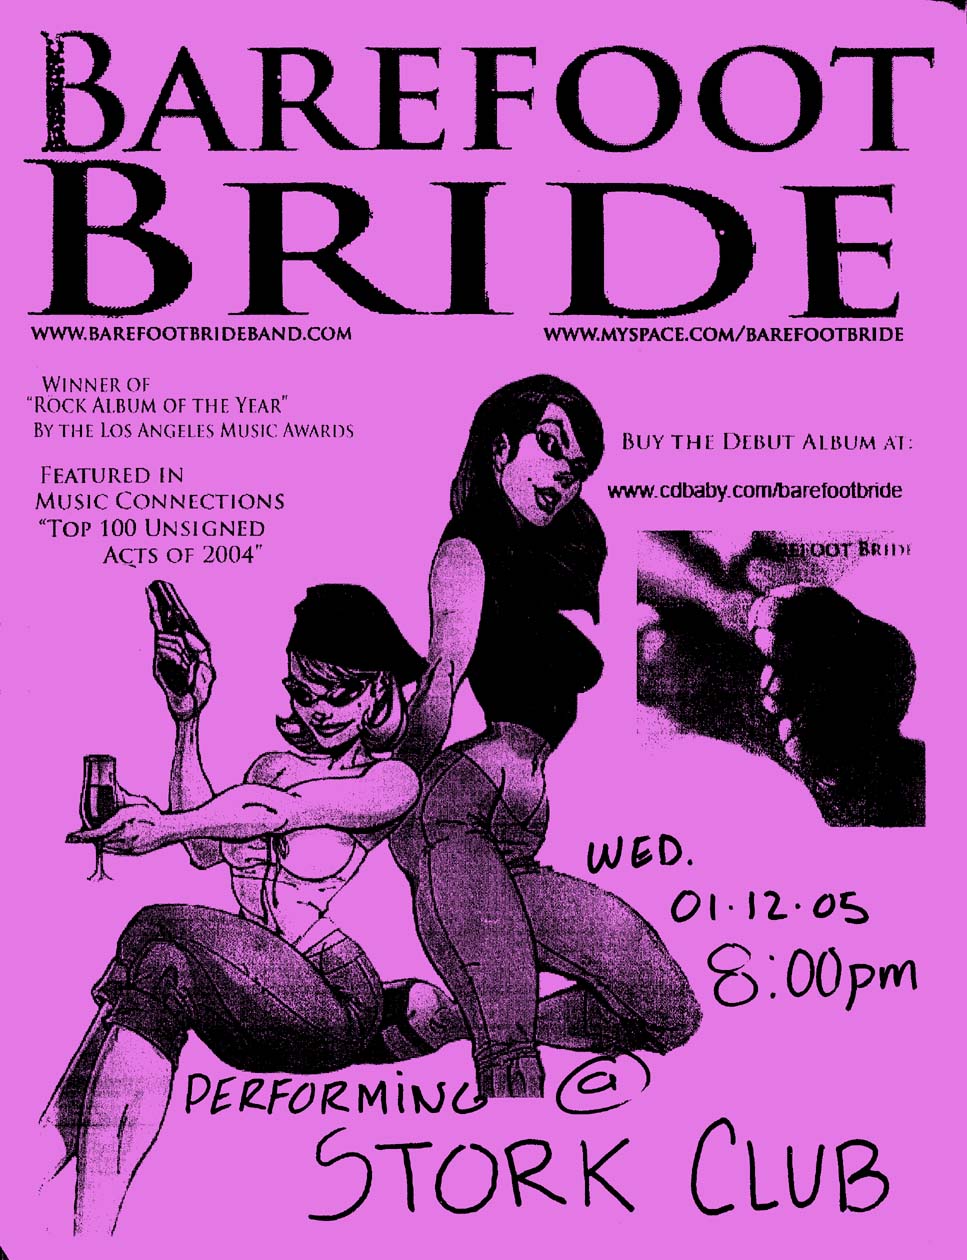 BAREFOOT
BRIDE
WWW.BAREFOOTBRIDEBAND.COM
WWW.MYSPACE.COM/BAREFOOTBRIDE
WINNER OF
"ROCK ALBUM OF THE YEAR"
BY THE LOS ANGELES MUSIC AWARDS
FEATURED IN
MUSIC CONNECTIONS
"TOP 100 UNSIGNED
ACTS OF 2004"
BUY THE DEBUT ALBUM AT:
www.cdbaby.com/barefootbride
BAREFOOT BRIDE
WED.
01.12.05
8:00pm
PERFORMING @
STORK CLUB